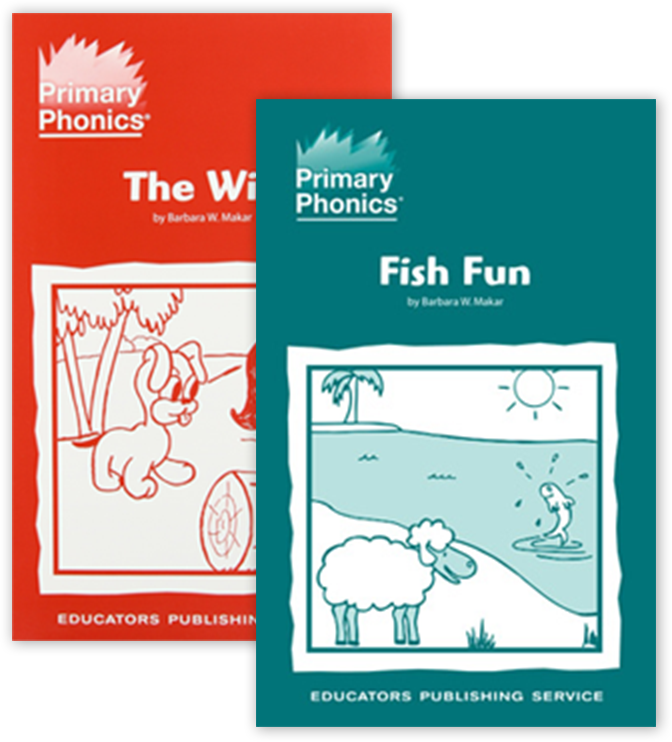 Primary
Phonics®
The Wi
by Barbara W. Makar
EDUCATORS PUBLISHIN
Primary
Phonics®
Fish Fun
by Barbara W. Makar
EDUCATORS PUBLISHING SERVICE